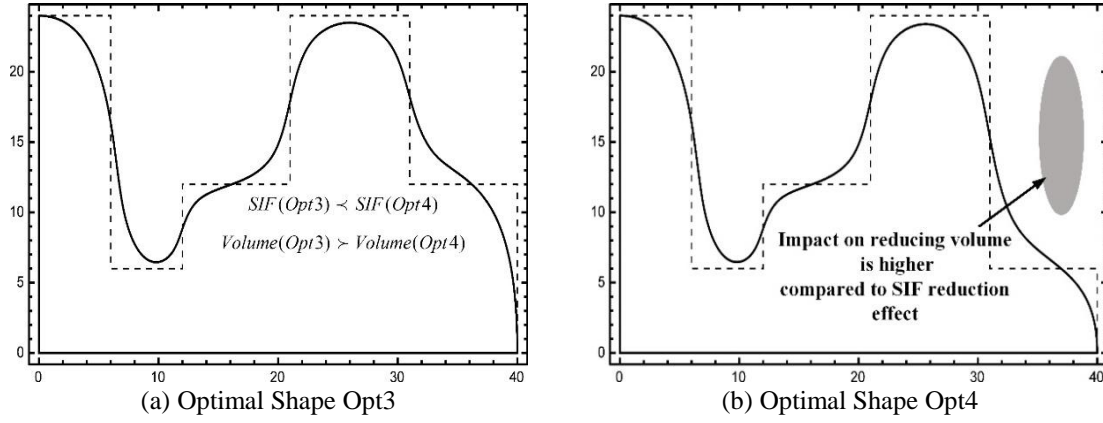 20
15
10
5
0
0
10
20
30
40
SIF(Opt3) ≺ SIF(Opt4)
Volume(Opt3) ≻ Volume(Opt4)
(a) Optimal Shape Opt3
20
15
10
5
0
0
10
20
30
40
Impact on reducing volume
is higher
compared to SIF reduction
effect
(b) Optimal Shape Opt4